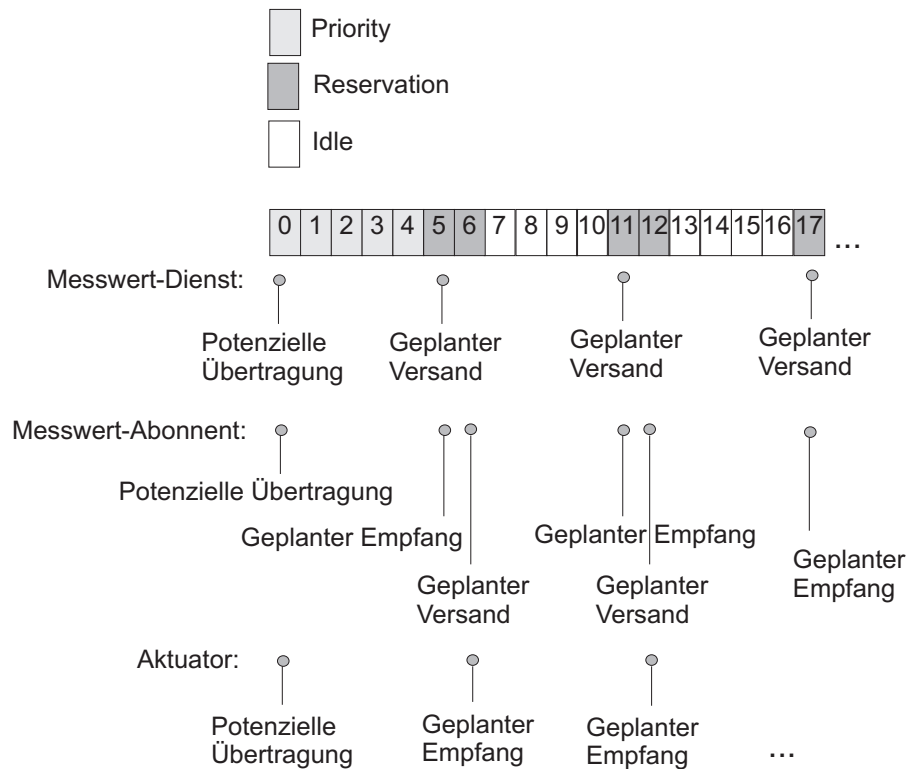 Priority
Reservation
Idle
0 1 2 3 4 5 6 7 8 9 10 11 12 13 14 15 16 17 ...
Messwert-Dienst:
Potenzielle Geplanter Geplanter Geplanter
Übertragung Versand Versand Versand
Messwert-Abonnent:
Potenzielle Übertragung
Geplanter Empfang Geplanter Empfang
Geplanter
Empfang
Geplanter Geplanter
Versand Versand
Aktuator:
Potenzielle Geplanter Geplanter
Übertragung Empfang Empfang ...